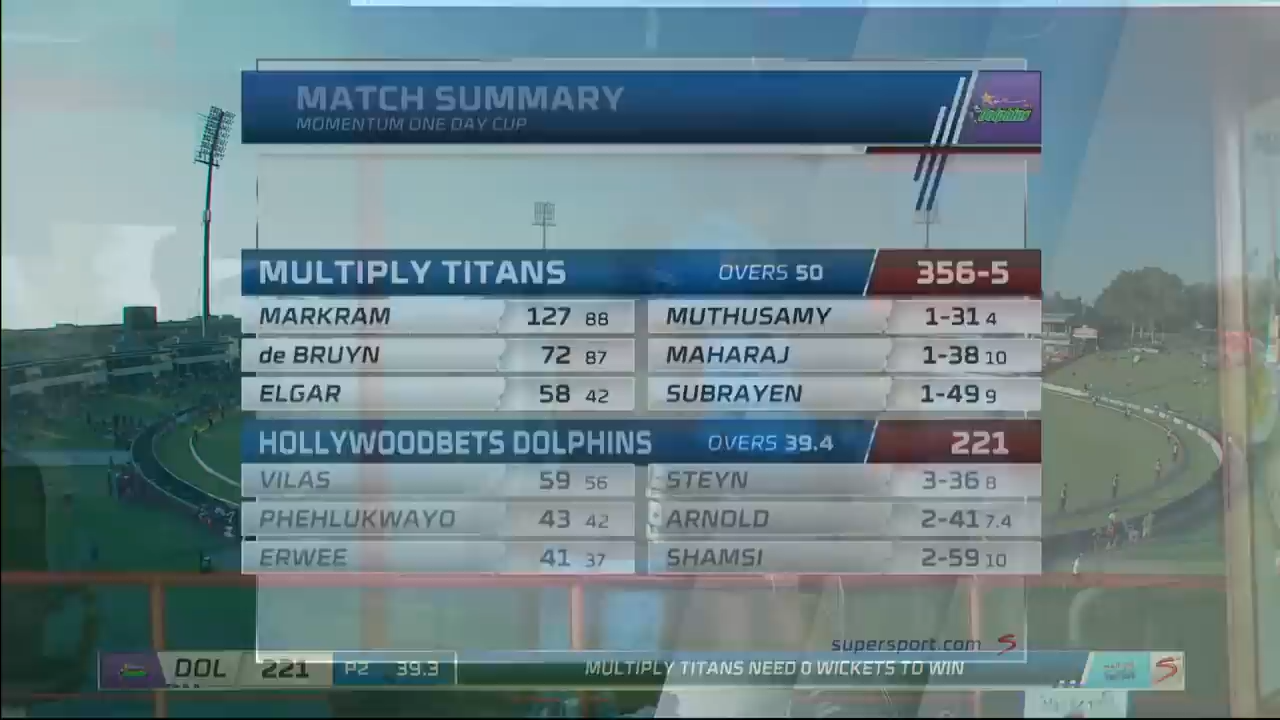 MATCH SUMMARY
MOMENTUM ONE DAY CUP
Dolphins
MULTIPLY TITANS OVERS 50 356-5
MARKRAM 127 88 MUTHUSAMY 1-31 4
de BRUYN 72 87 MAHARAJ 1-38 10
ELGAR 58 42 SUBRAYEN 1-49 9
HOLLYWOODBETS DOLPHINS OVERS 39.4 221
VILAS 59 56 STEYN 3-36 8
PHEHLUKWAYO 43 42 ARNOLD 2-41 7.4
ERWEE 41 37 SHAMSI 2-59 10
supersport.com S
DOL 221 P2 39.3 MULTIPLY TITANS NEED 0 WICKETS TO WIN S